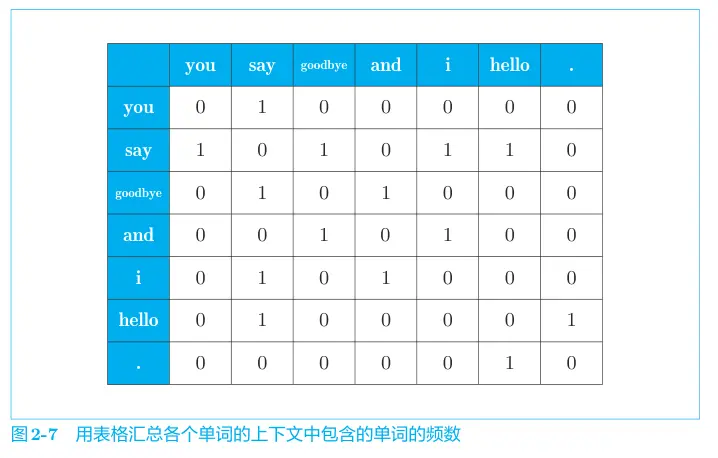 you say goodbye and i hello .
you 0 1 0 0 0 0 0
say 1 0 1 0 1 1 0
goodbye 0 1 0 1 0 0 0
and 0 0 1 0 1 0 0
i 0 1 0 1 0 0 0
hello 0 1 0 0 0 0 1
. 0 0 0 0 0 1 0
图2-7 用表格汇总各个单词的上下文中包含的单词的频数